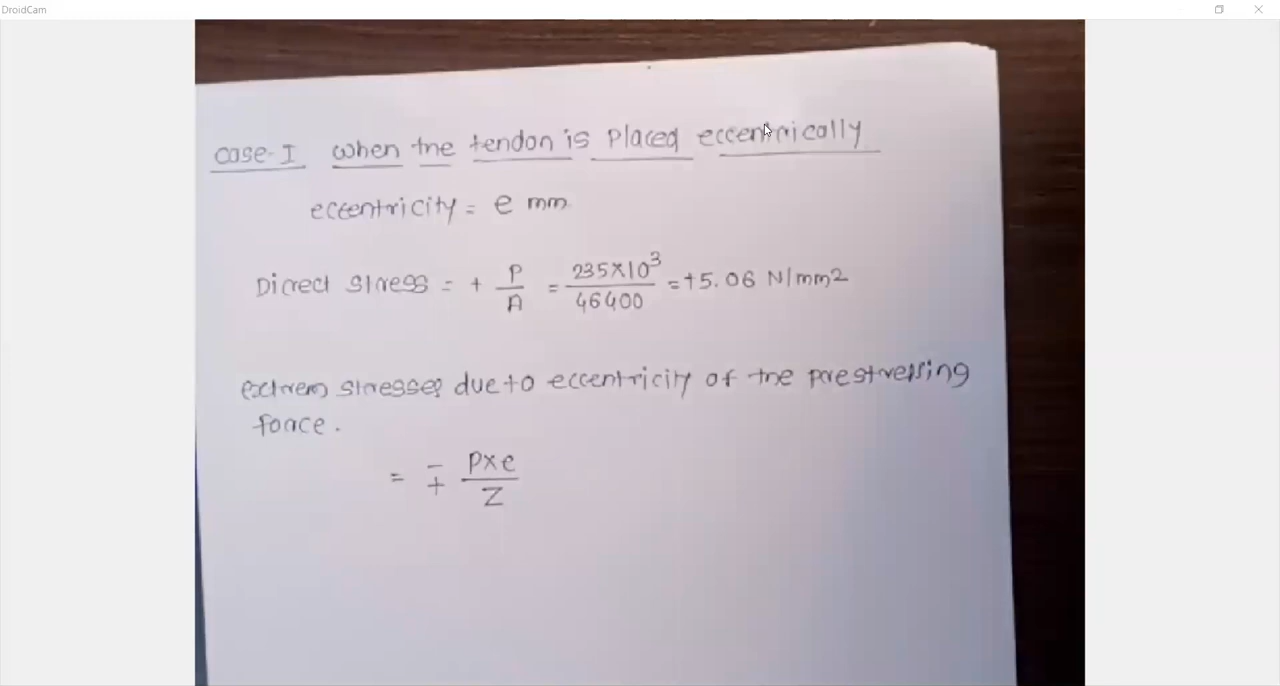 DroidCam
Case-I when the tendon is placed eccentrically
eccentricity = e mm
Direct stress = + P/A = 235×10³/46400 = +5.06 N/mm2
extrem stresses due to eccentricity of the prestressing
force.
= ∓ P×e/Z